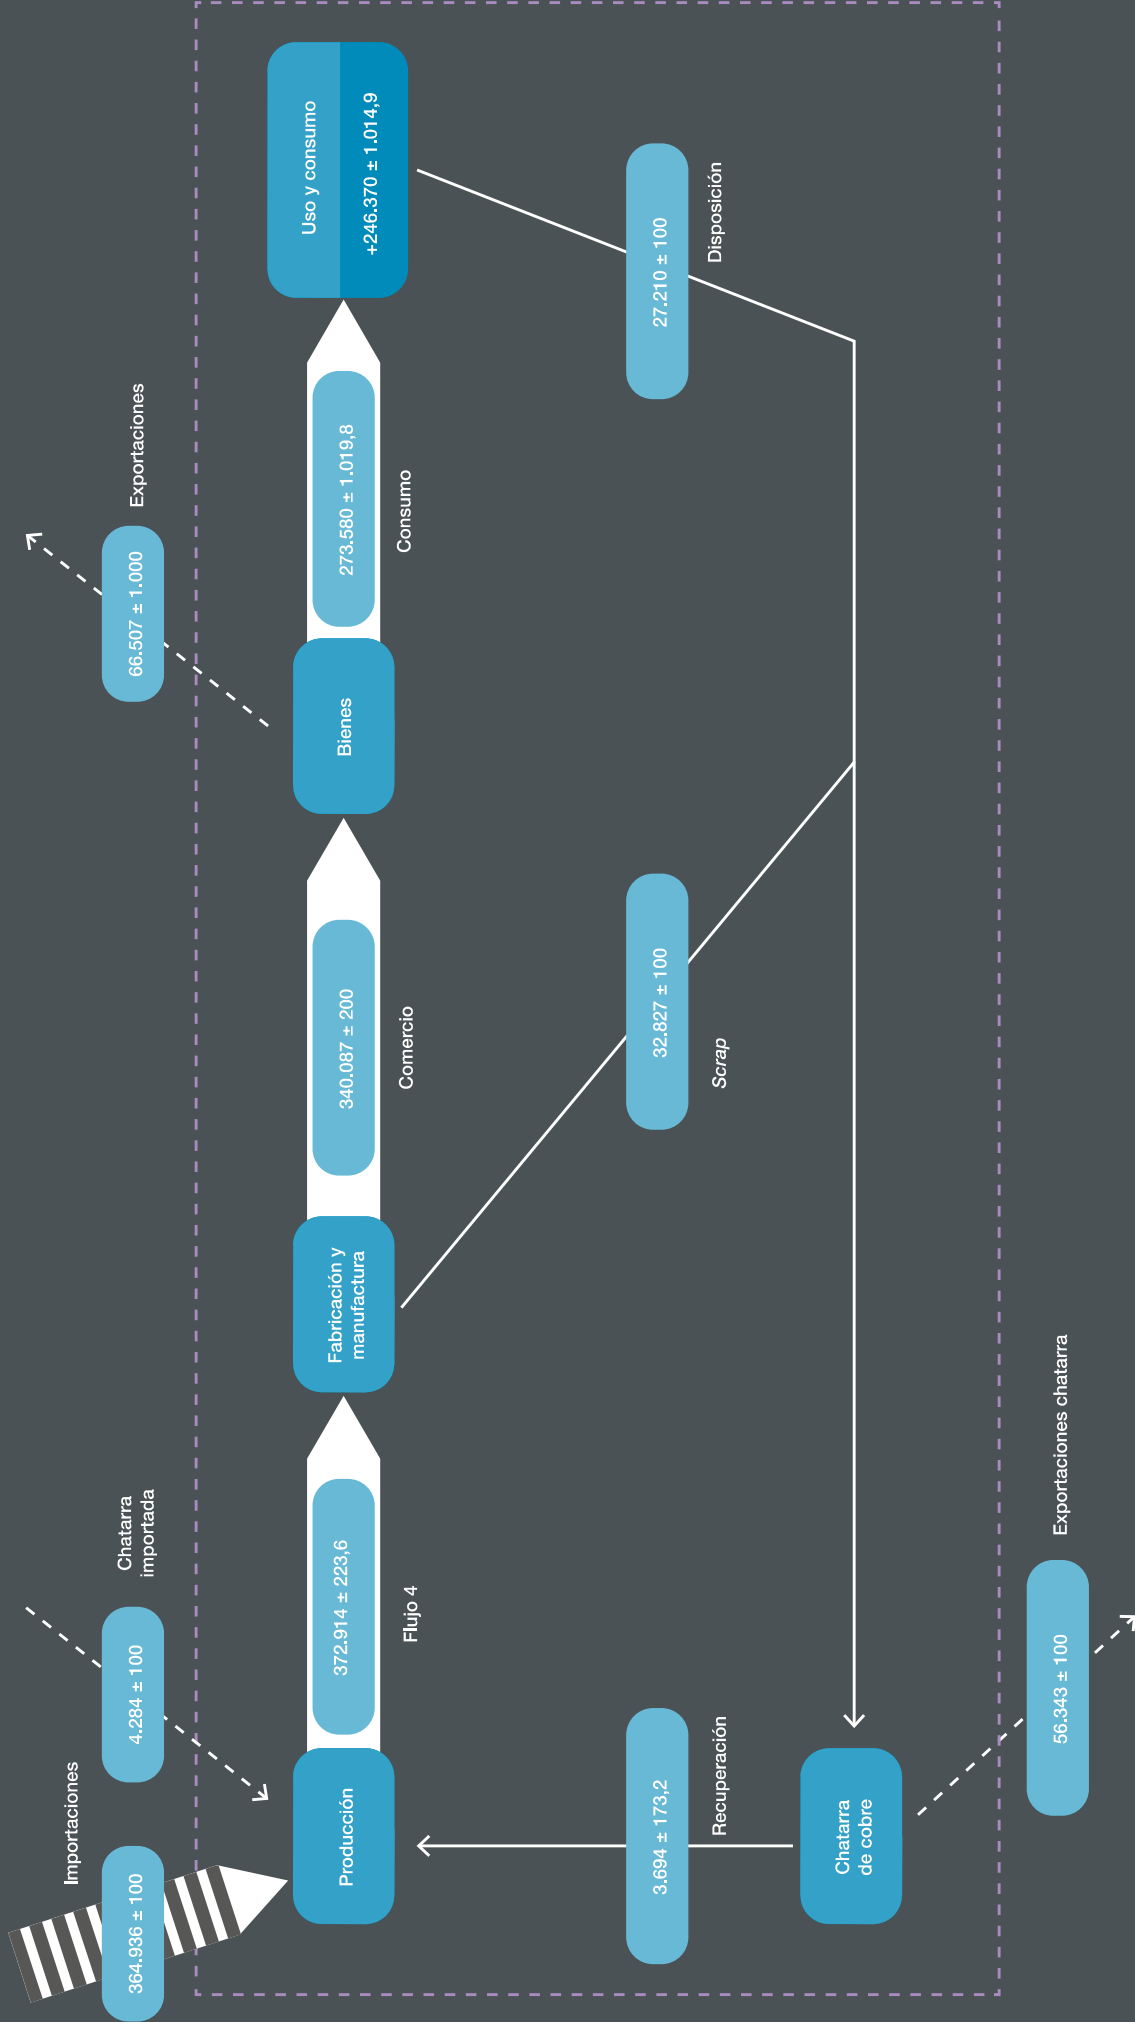 Importaciones
364.936 ± 100
Chatarra
importada
4.284 ± 100
Exportaciones
66.507 ± 1.000
Producción
372.914 ± 223,6
Flujo 4
Fabricación y
manufactura
340.087 ± 200
Comercio
Bienes
273.580 ± 1.019,8
Consumo
Uso y consumo
+246.370 ± 1.014,9
3.694 ± 173,2
Recuperación
32.827 ± 100
Scrap
27.210 ± 100
Disposición
Chatarra
de cobre
56.343 ± 100
Exportaciones chatarra